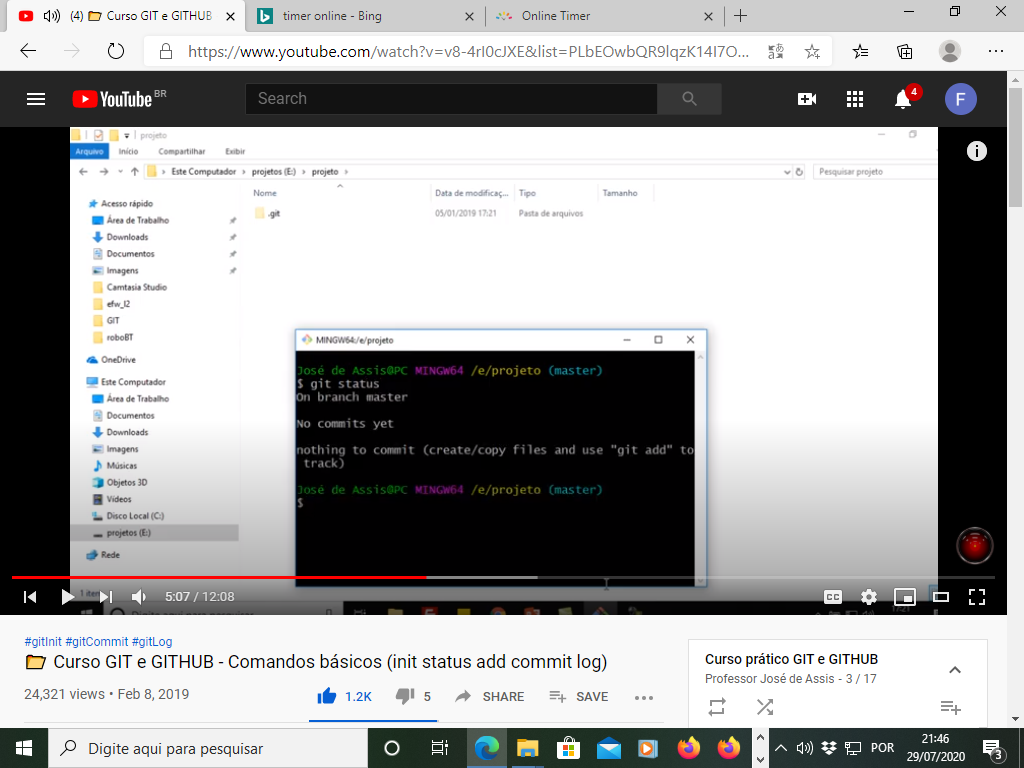 (4) Curso GIT e GITHUB
timer online - Bing
Online Timer
https://www.youtube.com/watch?v=v8-4rI0cJXE&list=PLbEOwbQR9lqzK14I7O...
YouTube BR
Search
4
F
projeto
Arquivo Início Compartilhar Exibir
Este Computador projetos (E:) projeto
Pesquisar projeto
Nome Data de modificaç... Tipo Tamanho
.git 05/01/2019 17:21 Pasta de arquivos
Acesso rápido
Área de Trabalho
Downloads
Documentos
Imagens
Camtasia Studio
efw_l2
GIT
roboBT
OneDrive
Este Computador
Área de Trabalho
Documentos
Downloads
Imagens
Músicas
Objetos 3D
Vídeos
Disco Local (C:)
projetos (E:)
Rede
MINGW64:/e/projeto
José de Assis@PC MINGW64 /e/projeto (master)
$ git status
On branch master
No commits yet
nothing to commit (create/copy files and use "git add" to
track)
José de Assis@PC MINGW64 /e/projeto (master)
$
5:07 / 12:08
CC
#gitInit #gitCommit #gitLog
Curso GIT e GITHUB - Comandos básicos (init status add commit log)
24,321 views • Feb 8, 2019
1.2K 5 SHARE SAVE
Curso prático GIT e GITHUB
Professor José de Assis - 3 / 17
Digite aqui para pesquisar
POR
21:46
29/07/2020
3